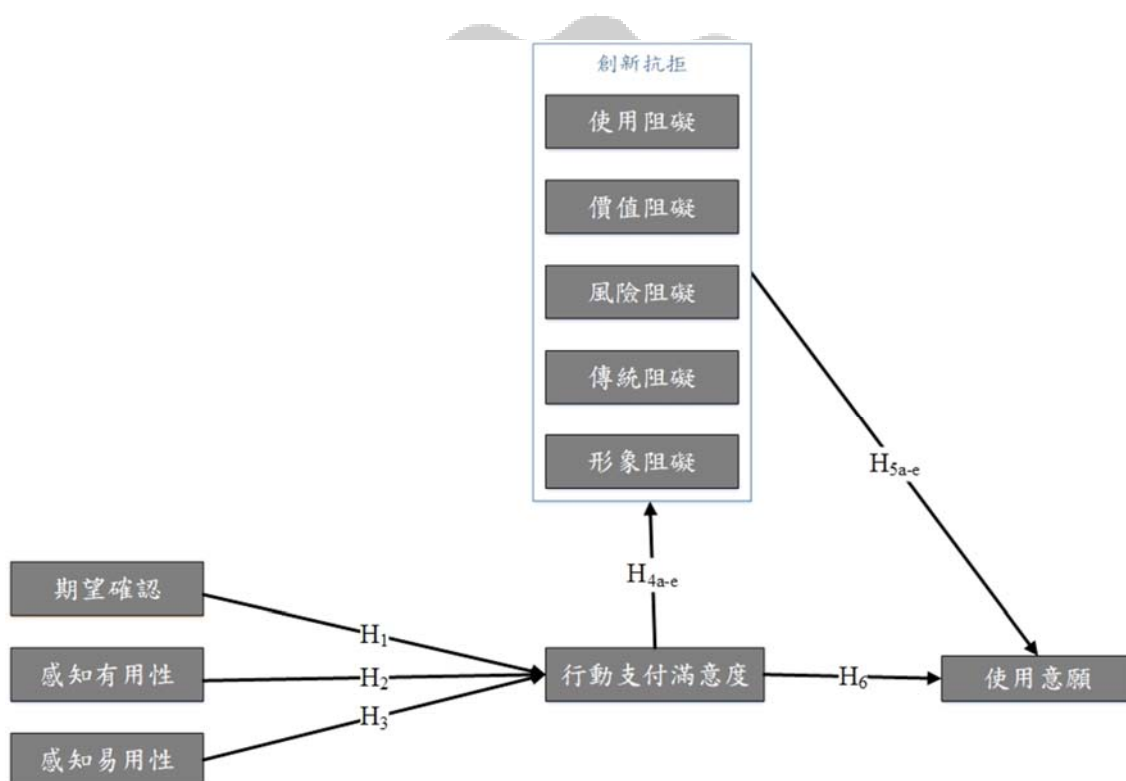 創新抗拒
使用阻礙
價值阻礙
風險阻礙
傳統阻礙
形象阻礙
H5a-e
H4a-e
期望確認
H1
感知有用性
H2
行動支付滿意度
H6
使用意願
H3
感知易用性